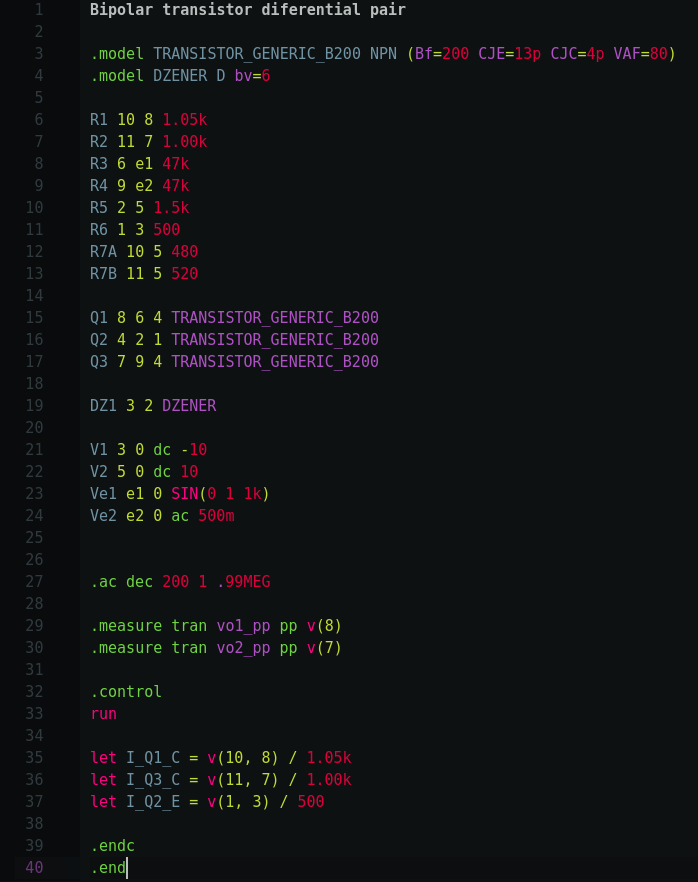 1 Bipolar transistor diferential pair
2
3 .model TRANSISTOR_GENERIC_B200 NPN (Bf=200 CJE=13p CJC=4p VAF=80)
4 .model DZENER D bv=6
5
6 R1 10 8 1.05k
7 R2 11 7 1.00k
8 R3 6 e1 47k
9 R4 9 e2 47k
10 R5 2 5 1.5k
11 R6 1 3 500
12 R7A 10 5 480
13 R7B 11 5 520
14
15 Q1 8 6 4 TRANSISTOR_GENERIC_B200
16 Q2 4 2 1 TRANSISTOR_GENERIC_B200
17 Q3 7 9 4 TRANSISTOR_GENERIC_B200
18
19 DZ1 3 2 DZENER
20
21 V1 3 0 dc -10
22 V2 5 0 dc 10
23 Ve1 e1 0 SIN(0 1 1k)
24 Ve2 e2 0 ac 500m
25
26
27 .ac dec 200 1 .99MEG
28
29 .measure tran vo1_pp pp v(8)
30 .measure tran vo2_pp pp v(7)
31
32 .control
33 run
34
35 let I_Q1_C = v(10, 8) / 1.05k
36 let I_Q3_C = v(11, 7) / 1.00k
37 let I_Q2_E = v(1, 3) / 500
38
39 .endc
40 .end